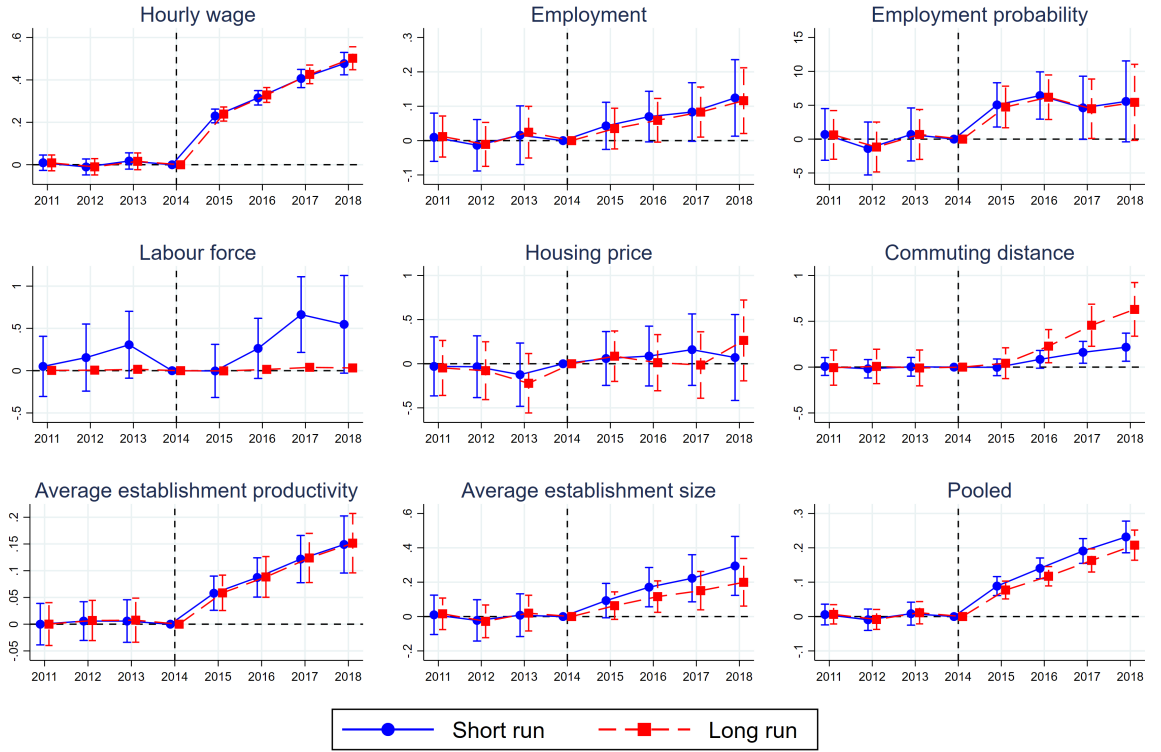 Hourly wage
.6
.4
.2
0
2011 2012 2013 2014 2015 2016 2017 2018
Employment
.3
.2
.1
0
-.1
2011 2012 2013 2014 2015 2016 2017 2018
Employment probability
15
10
5
0
-5
2011 2012 2013 2014 2015 2016 2017 2018
Labour force
1
.5
0
-.5
2011 2012 2013 2014 2015 2016 2017 2018
Housing price
1
.5
0
-.5
2011 2012 2013 2014 2015 2016 2017 2018
Commuting distance
1
.5
0
-.5
2011 2012 2013 2014 2015 2016 2017 2018
Average establishment productivity
.2
.15
.1
.05
0
-.05
2011 2012 2013 2014 2015 2016 2017 2018
Average establishment size
.6
.4
.2
0
-.2
2011 2012 2013 2014 2015 2016 2017 2018
Pooled
.3
.2
.1
0
-.1
2011 2012 2013 2014 2015 2016 2017 2018
Short run Long run